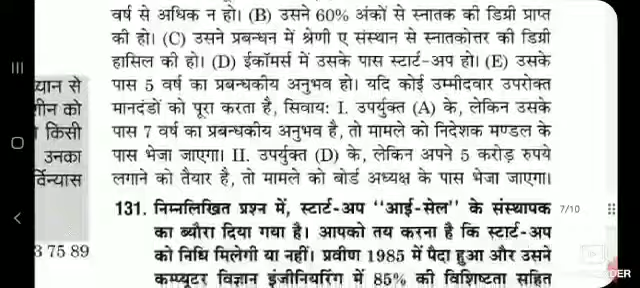 वर्ष से अधिक न हो। (B) उसने 60% अंकों से स्नातक की डिग्री प्राप्त
की हो। (C) उसने प्रबन्धन में श्रेणी ए संस्थान से स्नातकोत्तर की डिग्री
हासिल की हो। (D) ईकॉमर्स में उसके पास स्टार्ट-अप हो। (E) उसके
पास 5 वर्ष का प्रबन्धकीय अनुभव हो। यदि कोई उम्मीदवार उपरोक्त
मानदंडों को पूरा करता है, सिवाय: I. उपर्युक्त (A) के, लेकिन उसके
पास 7 वर्ष का प्रबन्धकीय अनुभव है, तो मामले को निदेशक मण्डल के
पास भेजा जाएगा। II. उपर्युक्त (D) के, लेकिन अपने 5 करोड़ रुपये
लगाने को तैयार है, तो मामले को बोर्ड अध्यक्ष के पास भेजा जाएगा।
131. निम्नलिखित प्रश्न में, स्टार्ट-अप "आई-सेल" के संस्थापक
का ब्यौरा दिया गया है। आपको तय करना है कि स्टार्ट-अप
को निधि मिलेगी या नहीं। प्रवीण 1985 में पैदा हुआ और उसने
कम्प्यूटर विज्ञान इंजीनियरिंग में 85% की विशिष्टता सहित
ध्यान से
शीन को
किसी
उनका
विन्यास
3 75 89
7/10
DER